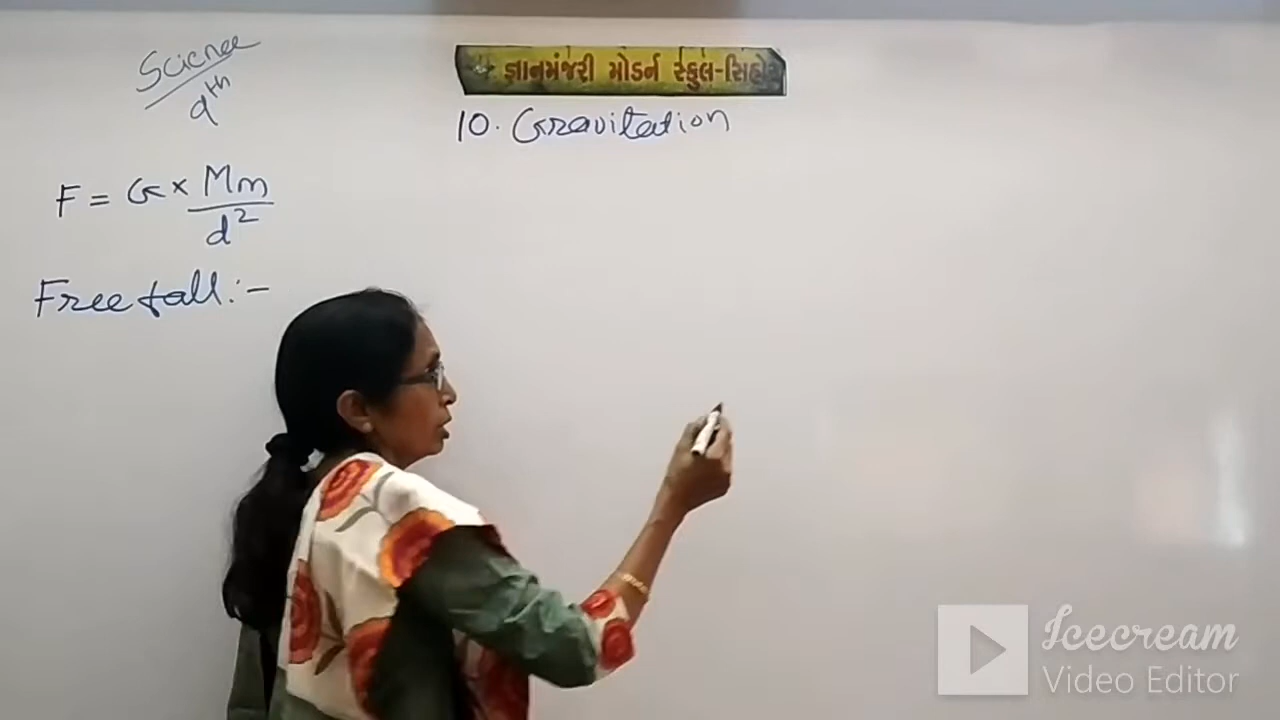 Science
9th
જ્ઞાનમંજરી મોડર્ન સ્કુલ-સિહોર
10. Gravitation
F = G × Mm
d²
Free fall :-
Icecream
Video Editor